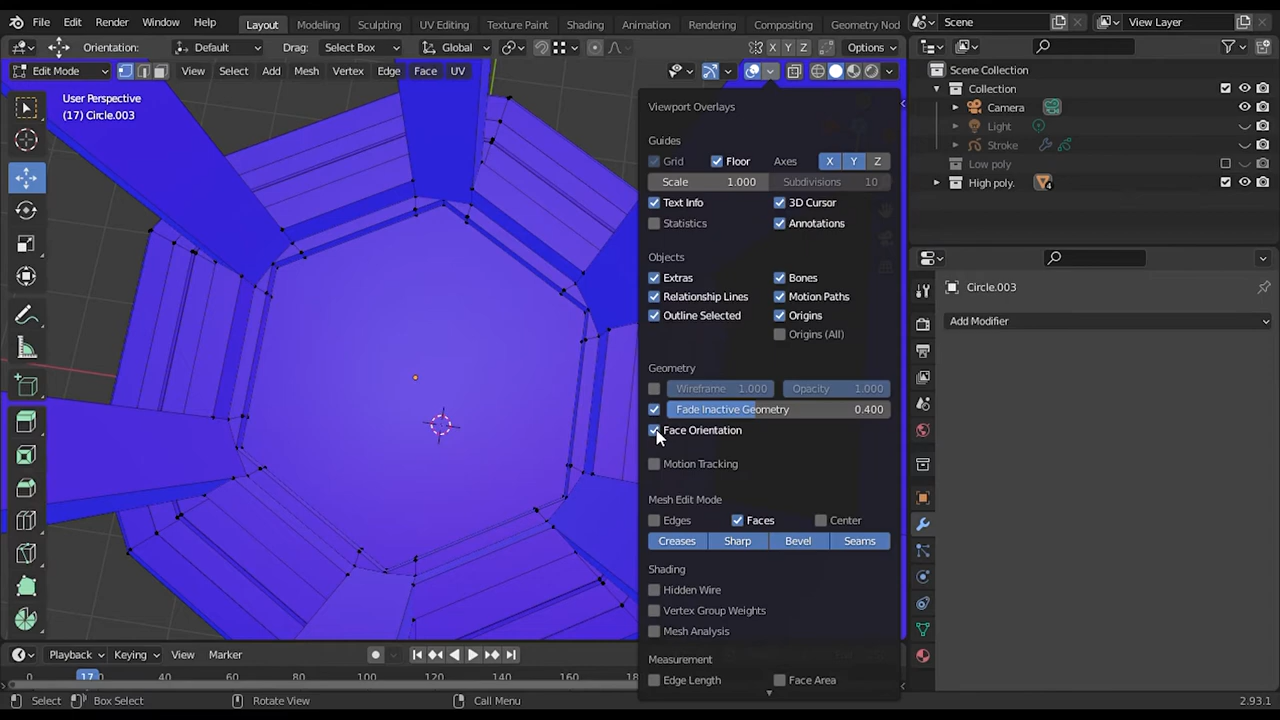 File Edit Render Window Help Layout Modeling Sculpting UV Editing Texture Paint Shading Animation Rendering Compositing Geometry Nod Scene View Layer
Orientation: Default Drag: Select Box Global X Y Z Options
Edit Mode View Select Add Mesh Vertex Edge Face UV
User Perspective
(17) Circle.003
Viewport Overlays
Guides
Grid Floor Axes X Y Z
Scale 1.000 Subdivisions 10
Text Info 3D Cursor
Statistics Annotations
Objects
Extras Bones
Relationship Lines Motion Paths
Outline Selected Origins
Origins (All)
Geometry
Wireframe 1.000 Opacity 1.000
Fade Inactive Geometry 0.400
Face Orientation
Motion Tracking
Mesh Edit Mode
Edges Faces Center
Creases Sharp Bevel Seams
Shading
Hidden Wire
Vertex Group Weights
Mesh Analysis
Measurement
Edge Length Face Area
Scene Collection
Collection
Camera
Light
Stroke
Low poly
High poly. 4
Circle.003
Add Modifier
Playback Keying View Marker
0 17 40 80 120 160
Select Box Select Rotate View Call Menu 2.93.1